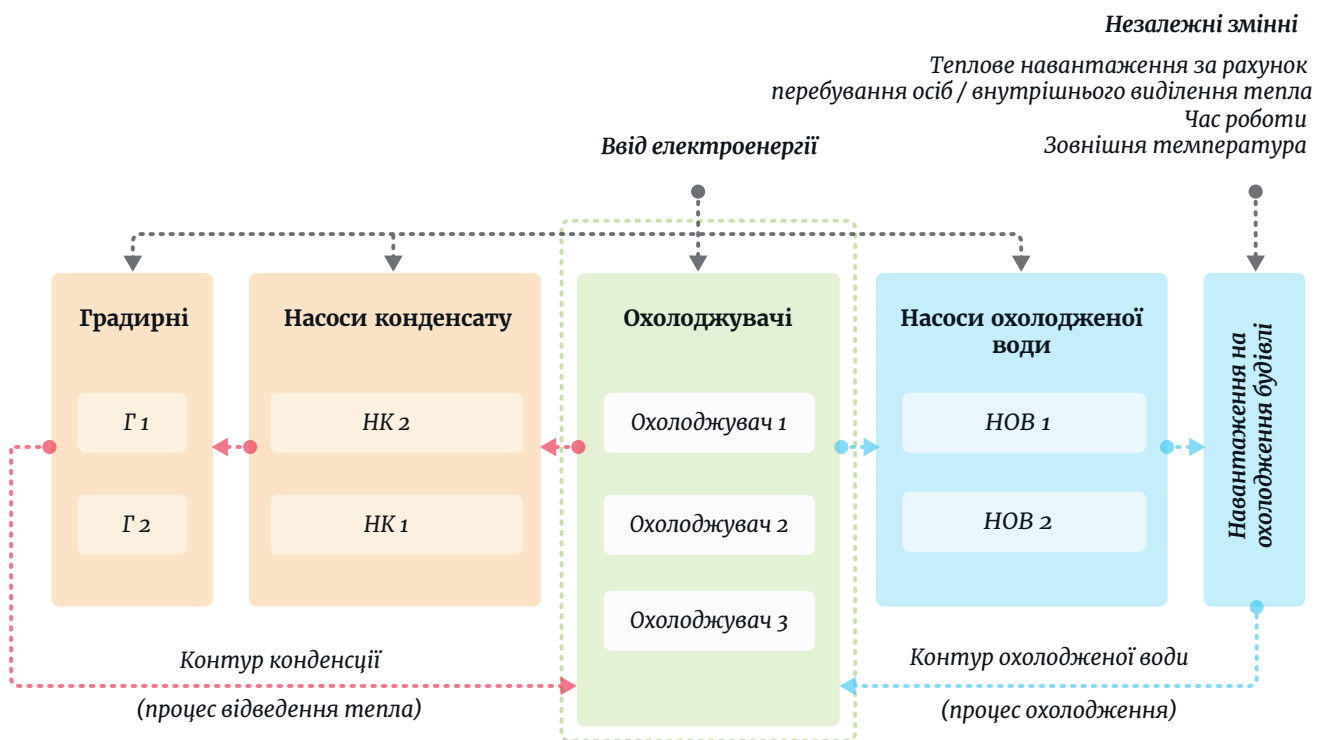 Незалежні змінні
Теплове навантаження за рахунок
перебування осіб / внутрішнього виділення тепла
Час роботи
Зовнішня температура
Ввід електроенергії
Градирні
Г 1
Г 2
Насоси конденсату
НК 2
НК 1
Охолоджувачі
Охолоджувач 1
Охолоджувач 2
Охолоджувач 3
Насоси охолодженої
води
НОВ 1
НОВ 2
Навантаження на
охолодження будівлі
Контур конденсції
(процес відведення тепла)
Контур охолодженої води
(процес охолодження)